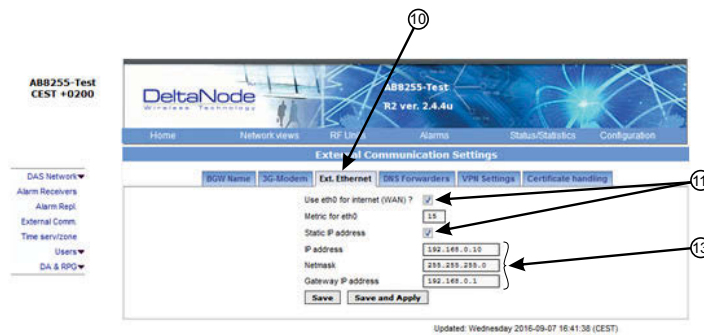 10
AB8255-Test
CEST +0200
DeltaNode
Wireless Technology
AB8255-Test
R2 ver. 2.4.4u
Home Network views RF Units Alarms Status/Statistics Configuration
External Communication Settings
BGW Name 3G-Modem Ext. Ethernet DNS Forwarders VPN Settings Certificate handling
DAS Network
Alarm Receivers
Alarm Repl.
External Comm.
Time serv/zone
Users
DA & RPG
Use eth0 for internet (WAN) ?
11
Metric for eth0 15
Static IP address
IP address 192.168.0.10
13
Netmask 255.255.255.0
Gateway IP address 192.168.0.1
Save Save and Apply
Updated: Wednesday 2016-09-07 16:41:38 (CEST)